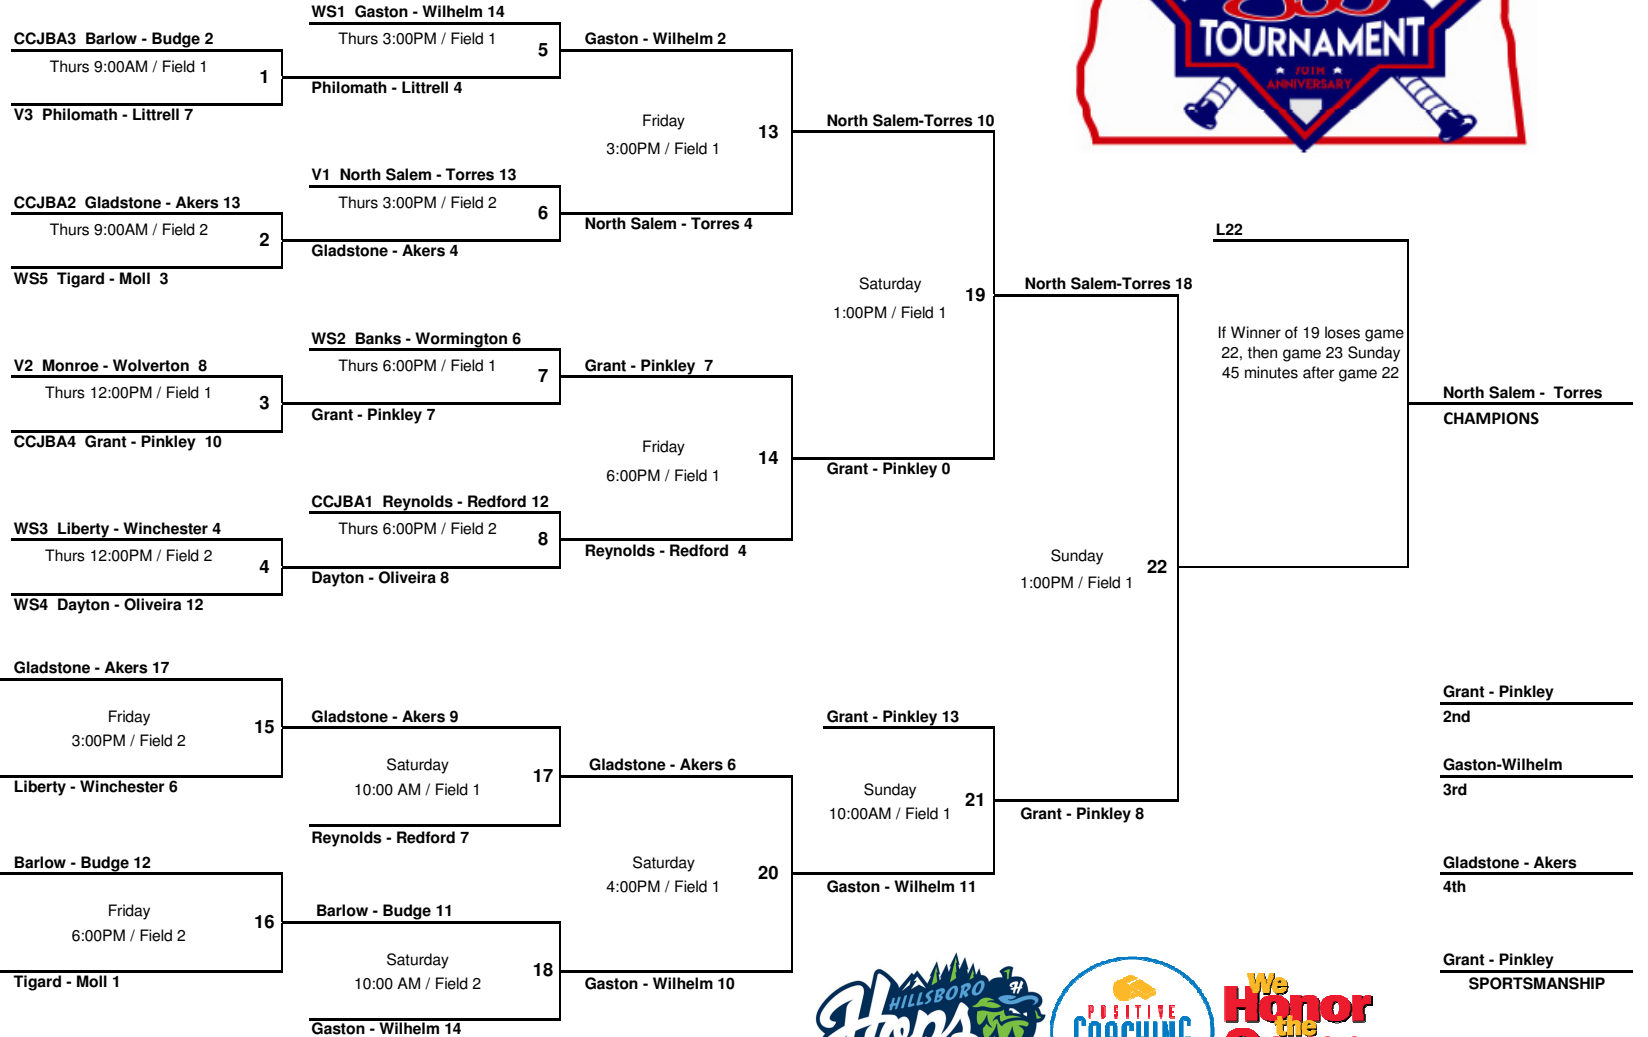 WS1  Gaston - Wilhelm 14
CCJBA3  Barlow - Budge 2
Thurs 3:00PM / Field 1
5
Gaston - Wilhelm 2
TOURNAMENT
Thurs 9:00AM / Field 1
1
70TH
ANNIVERSARY
Philomath - Littrell 4
V3  Philomath - Littrell 7
Friday
13
North Salem-Torres 10
3:00PM / Field 1
V1  North Salem - Torres 13
CCJBA2  Gladstone - Akers 13
Thurs 3:00PM / Field 2
6
North Salem - Torres 4
Thurs 9:00AM / Field 2
2
L22
Gladstone - Akers 4
WS5  Tigard - Moll  3
Saturday
19
North Salem-Torres 18
1:00PM / Field 1
If Winner of 19 loses game
22, then game 23 Sunday
45 minutes after game 22
WS2  Banks - Wormington 6
V2  Monroe - Wolverton  8
Thurs 6:00PM / Field 1
7
Grant - Pinkley  7
Thurs 12:00PM / Field 1
3
North Salem -  Torres
CHAMPIONS
Grant - Pinkley 7
CCJBA4  Grant - Pinkley  10
Friday
14
6:00PM / Field 1
Grant - Pinkley 0
CCJBA1  Reynolds - Redford 12
WS3  Liberty - Winchester 4
Thurs 6:00PM / Field 2
8
Reynolds - Redford  4
Thurs 12:00PM / Field 2
4
Sunday
22
1:00PM / Field 1
Dayton - Oliveira 8
WS4  Dayton - Oliveira 12
Gladstone - Akers 17
Grant - Pinkley
2nd
Friday
15
3:00PM / Field 2
Gladstone - Akers 9
Grant - Pinkley 13
Liberty - Winchester 6
Saturday
17
10:00 AM / Field 1
Gladstone - Akers 6
Gaston-Wilhelm
3rd
Sunday
21
10:00AM / Field 1
Grant - Pinkley 8
Reynolds - Redford 7
Barlow - Budge 12
Saturday
20
4:00PM / Field 1
Gaston - Wilhelm 11
Gladstone - Akers
4th
Friday
16
6:00PM / Field 2
Barlow - Budge 11
Tigard - Moll 1
Saturday
18
10:00 AM / Field 2
Gaston - Wilhelm 10
Grant - Pinkley
SPORTSMANSHIP
Gaston - Wilhelm 14
HILLSBORO
H
Hops
POSITIVE
COACHING
We
Honor
the